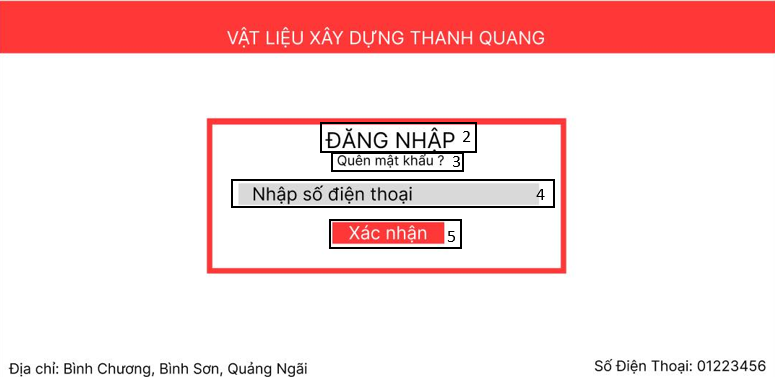 VẬT LIỆU XÂY DỰNG THANH QUANG
ĐĂNG NHẬP 2
Quên mật khẩu ? 3
Nhập số điện thoại 4
Xác nhận 5
Địa chỉ: Bình Chương, Bình Sơn, Quảng Ngãi
Số Điện Thoại: 01223456